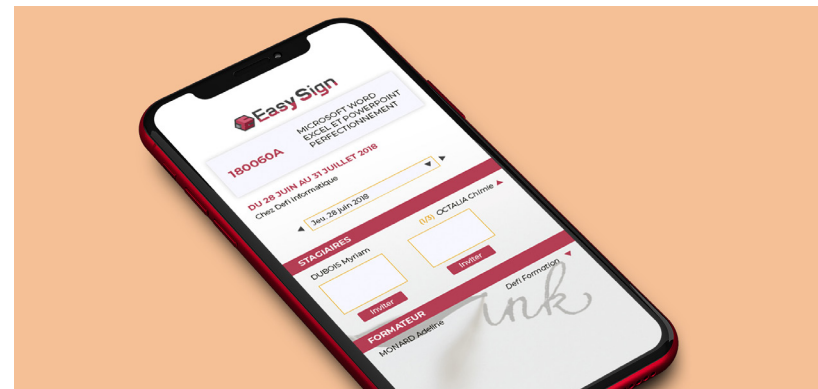 EasySign
180060A
MICROSOFT WORD
EXCEL ET POWERPOINT
PERFECTIONNEMENT
DU 28 JUIN AU 31 JUILLET 2018
Chez Defi Informatique
Jeu. 28 juin 2018
STAGIAIRES
(1/3) OCTALIA Chimie
DUBOIS Myriam
Inviter
Inviter
FORMATEUR
Defi Formation
MONARD Adeline
ink